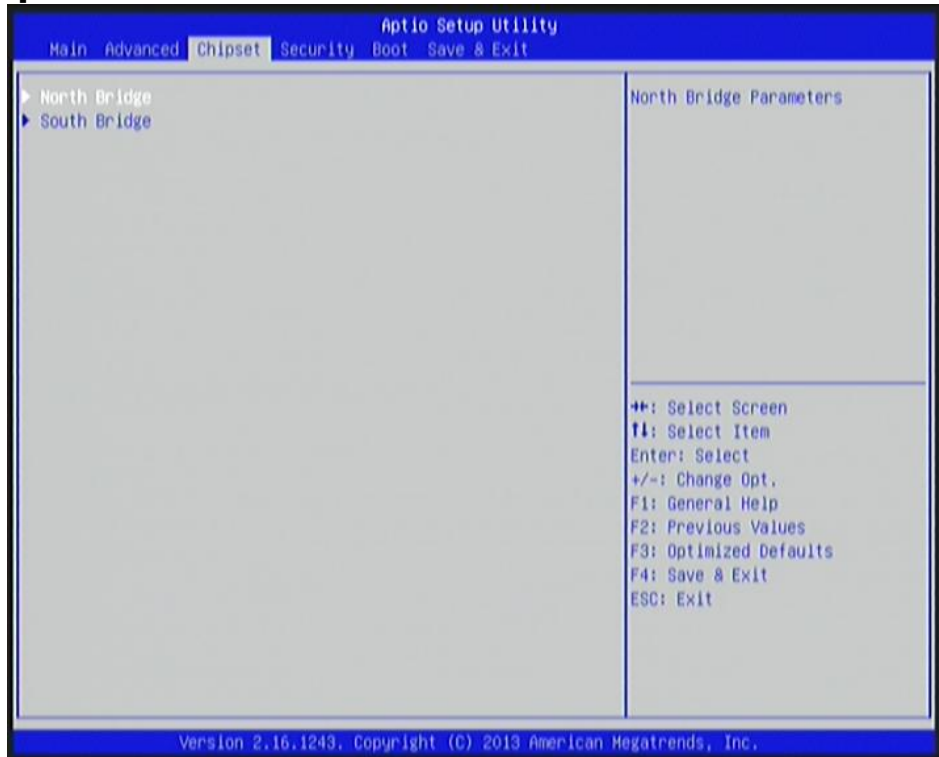 Aptio Setup Utility
Main Advanced Chipset Security Boot Save & Exit
North Bridge
South Bridge
North Bridge Parameters
→←: Select Screen
↑↓: Select Item
Enter: Select
+/-: Change Opt.
F1: General Help
F2: Previous Values
F3: Optimized Defaults
F4: Save & Exit
ESC: Exit
Version 2.16.1243. Copyright (C) 2013 American Megatrends, Inc.